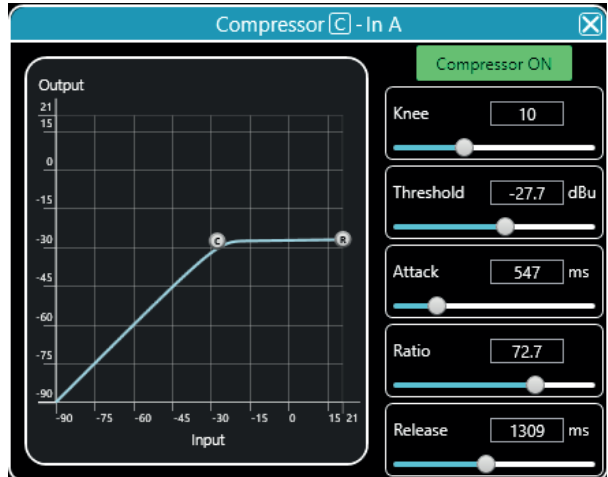 Compressor C - In A
Compressor ON
Output
21
15
0
-15
-30
-45
-60
-75
-90
C
R
-90 -75 -60 -45 -30 -15 0 15 21
Input
Knee 10
Threshold -27.7 dBu
Attack 547 ms
Ratio 72.7
Release 1309 ms